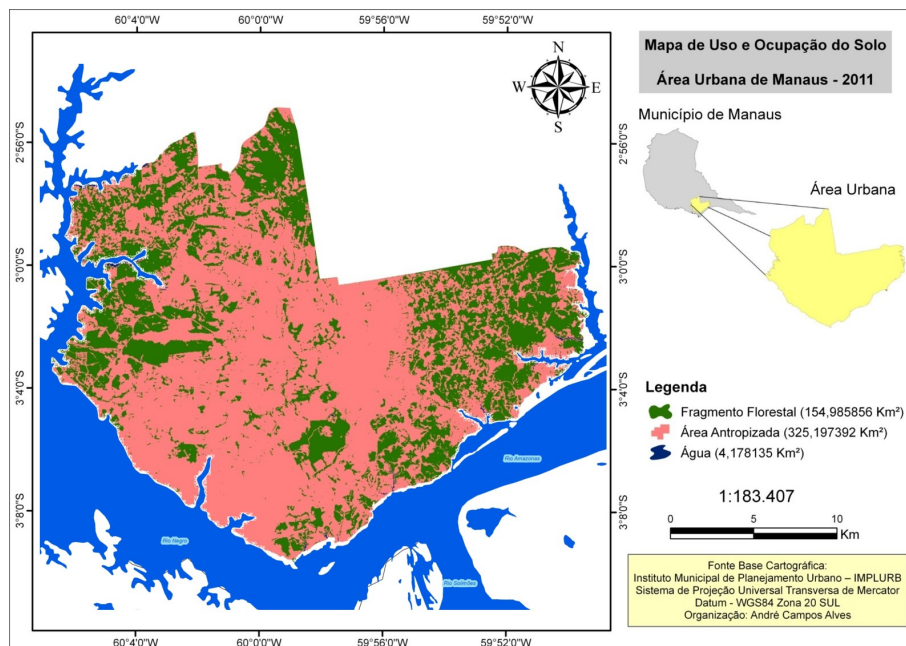 60°4'0"W
60°0'0"W
59°56'0"W
59°52'0"W
N
W
E
S
2°56'0"S
3°0'0"S
3°4'0"S
3°8'0"S
2°56'0"S
3°0'0"S
3°4'0"S
3°8'0"S
Rio Amazonas
Rio Negro
Rio Solimões
60°4'0"W
60°0'0"W
59°56'0"W
59°52'0"W
Mapa de Uso e Ocupação do Solo
Área Urbana de Manaus - 2011
Município de Manaus
Área Urbana
Legenda
Fragmento Florestal (154,985856 Km²)
Área Antropizada (325,197392 Km²)
Água (4,178135 Km²)
1:183.407
0 5 10
Km
Fonte Base Cartográfica:
Instituto Municipal de Planejamento Urbano – IMPLURB
Sistema de Projeção Universal Transversa de Mercator
Datum - WGS84 Zona 20 SUL
Organização: André Campos Alves